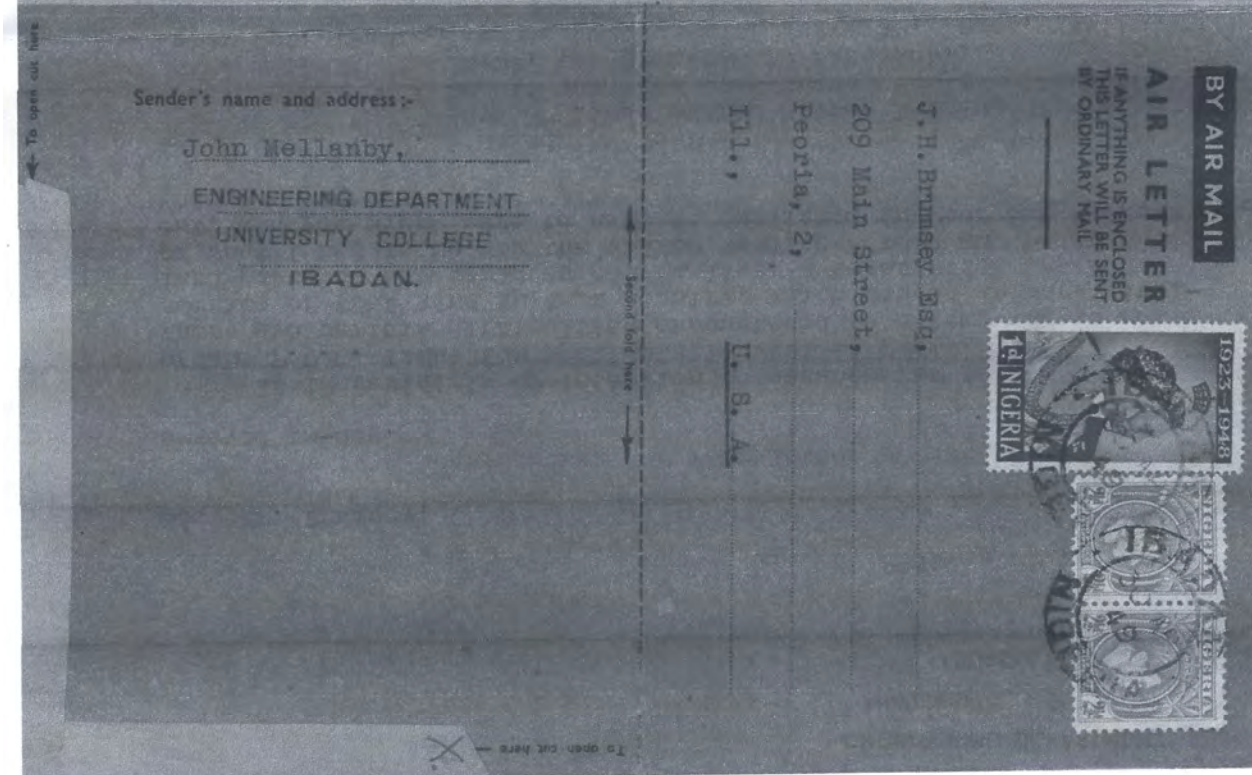 BY AIR MAIL
AIR LETTER
IF ANYTHING IS ENCLOSED
THIS LETTER WILL BE SENT
BY ORDINARY MAIL
1923-1948
1d NIGERIA
NIGERIA
NIGERIA
J.H.Brumsey Esq,
209 Main Street,
Peoria, 2,
Ill., U. S. A.
← Second fold here →
Sender's name and address:-
John Mellanby,
ENGINEERING DEPARTMENT
UNIVERSITY COLLEGE
IBADAN.
To open cut here
To open cut here